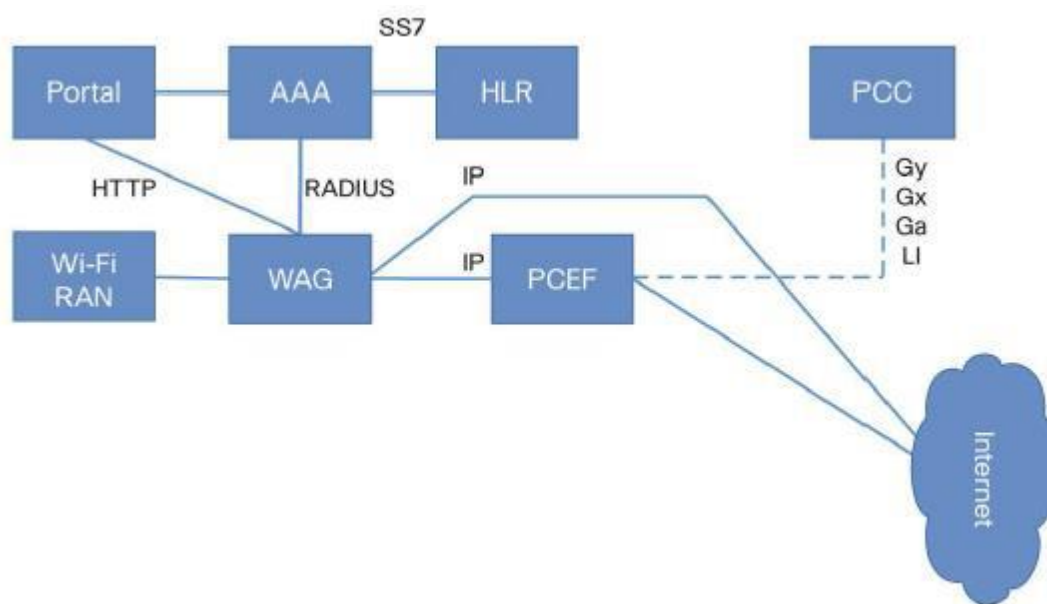 SS7
Portal
AAA
HLR
PCC
HTTP
RADIUS
IP
Gy
Gx
Ga
LI
Wi-Fi
RAN
WAG
IP
PCEF
Internet